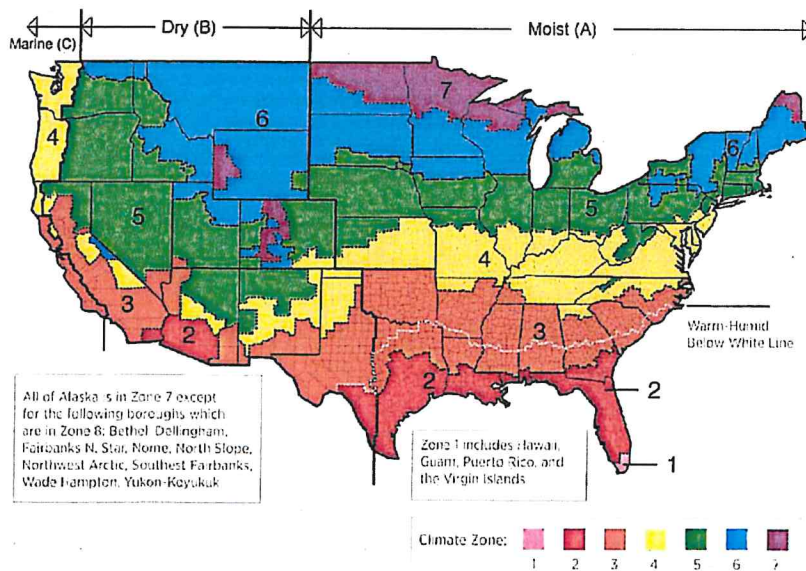 Marine (C)
Dry (B)
Moist (A)
4
6
7
6
5
5
4
3
3
2
2
2
1
Warm-Humid
Below White Line
All of Alaska is in Zone 7 except
for the following boroughs which
are in Zone 8: Bethel, Dellingham,
Fairbanks N. Star, Nome, North Slope,
Northwest Arctic, Southest Fairbanks,
Wade Hampton, Yukon-Koyukuk
Zone 1 includes Hawaii,
Guam, Puerto Rico, and
the Virgin Islands
Climate Zone:
1 2 3 4 5 6 7